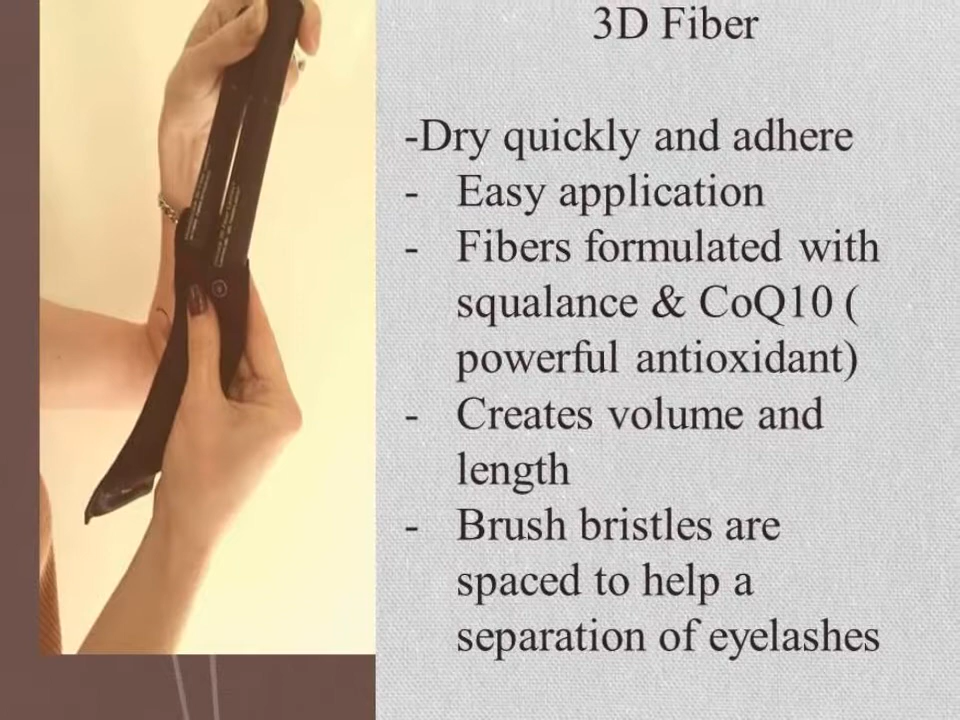 3D Fiber
-Dry quickly and adhere
- Easy application
- Fibers formulated with
squalance & CoQ10 (
powerful antioxidant)
- Creates volume and
length
- Brush bristles are
spaced to help a
separation of eyelashes